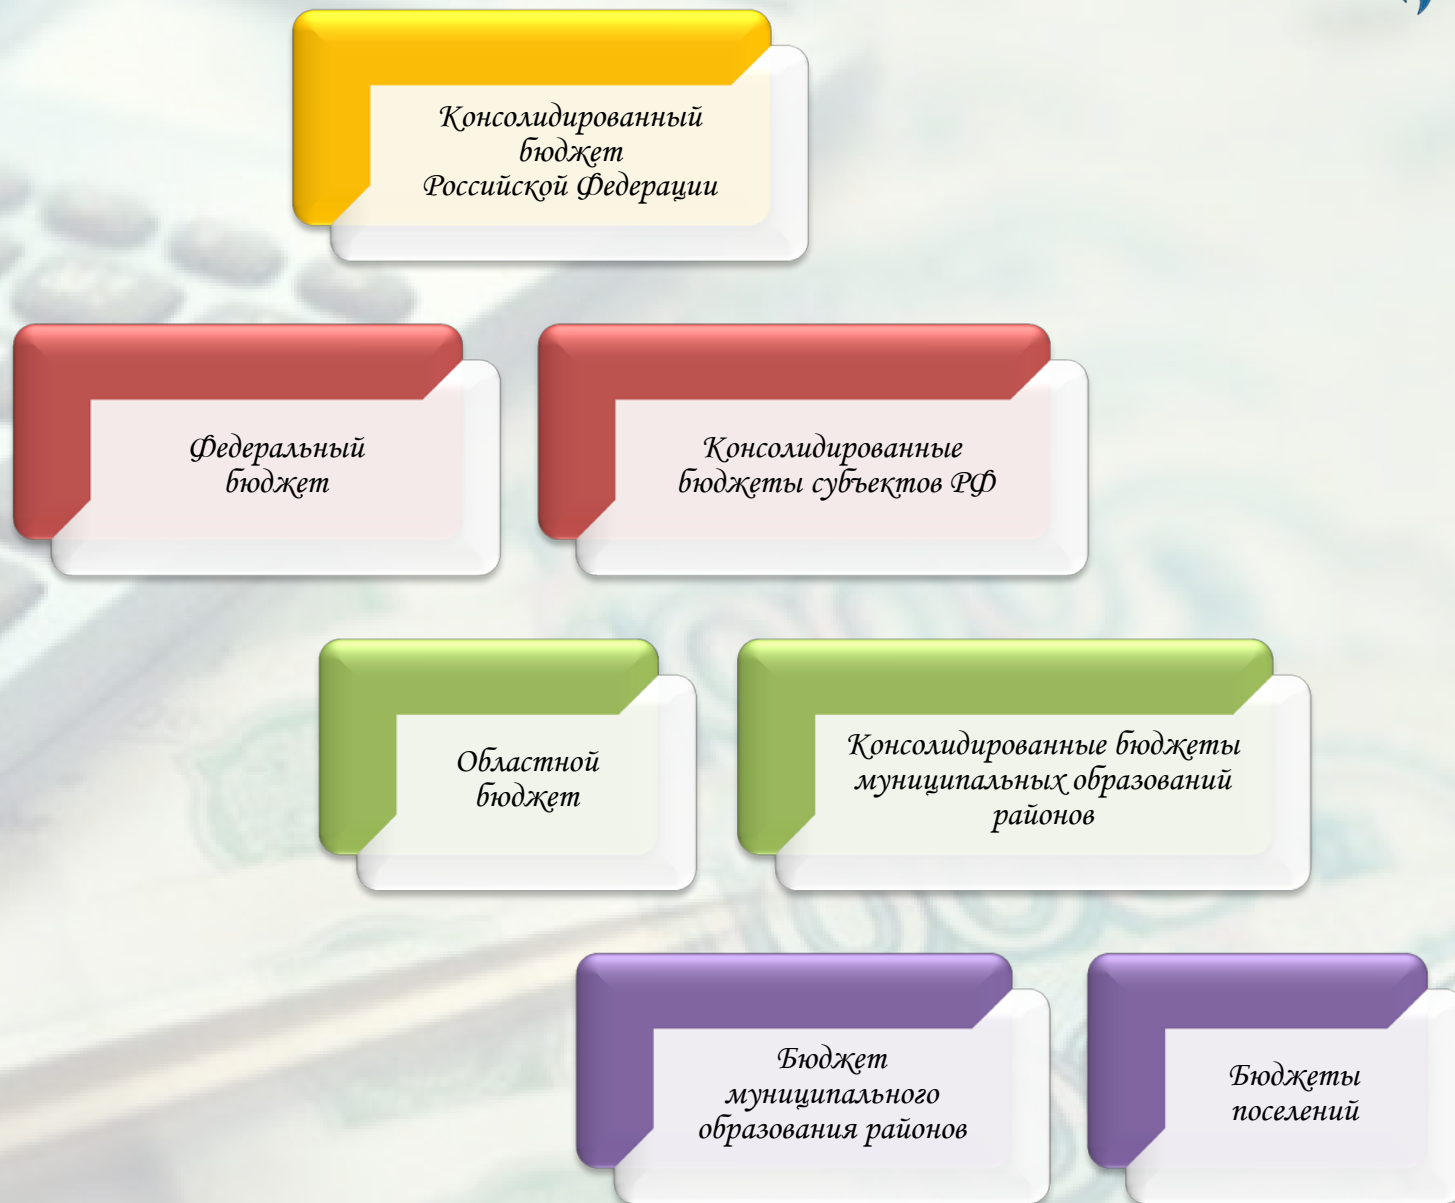 Консолидированный
бюджет
Российской Федерации
Федеральный
бюджет
Консолидированные
бюджеты субъектов РФ
Областной
бюджет
Консолидированные бюджеты
муниципальных образований
районов
Бюджет
муниципального
образования районов
Бюджеты
поселений